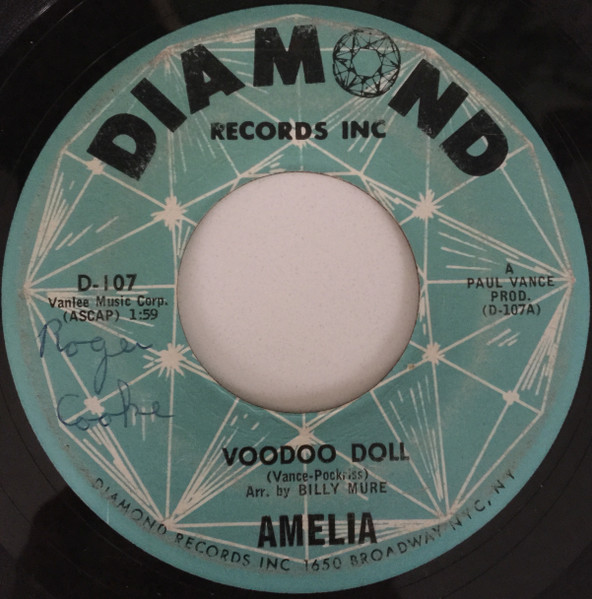 DIAMOND
RECORDS INC
D-107
Vanlee Music Corp.
(ASCAP) 1:59
A
PAUL VANCE
PROD.
(D-107A)
Roger
Cooke
VOODOO DOLL
(Vance-Pockriss)
Arr. by BILLY MURE
AMELIA
DIAMOND RECORDS INC 1650 BROADWAY NYC, NY